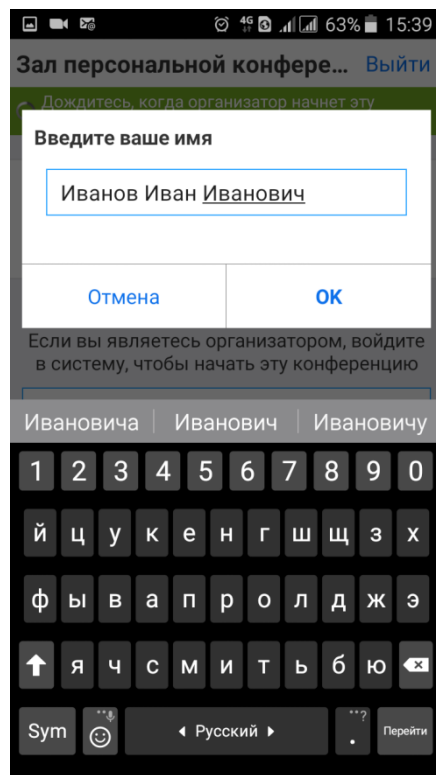 4G 63% 15:39
Зал персональной конфере... Выйти
Дождитесь, когда организатор начнет эту
Введите ваше имя
Иванов Иван Иванович
Отмена OK
Если вы являетесь организатором, войдите
в систему, чтобы начать эту конференцию
Ивановича Иванович Ивановичу
1 2 3 4 5 6 7 8 9 0
й ц у к е н г ш щ з х
ф ы в а п р о л д ж э
я ч с м и т ь б ю
Sym Русский . ? Перейти